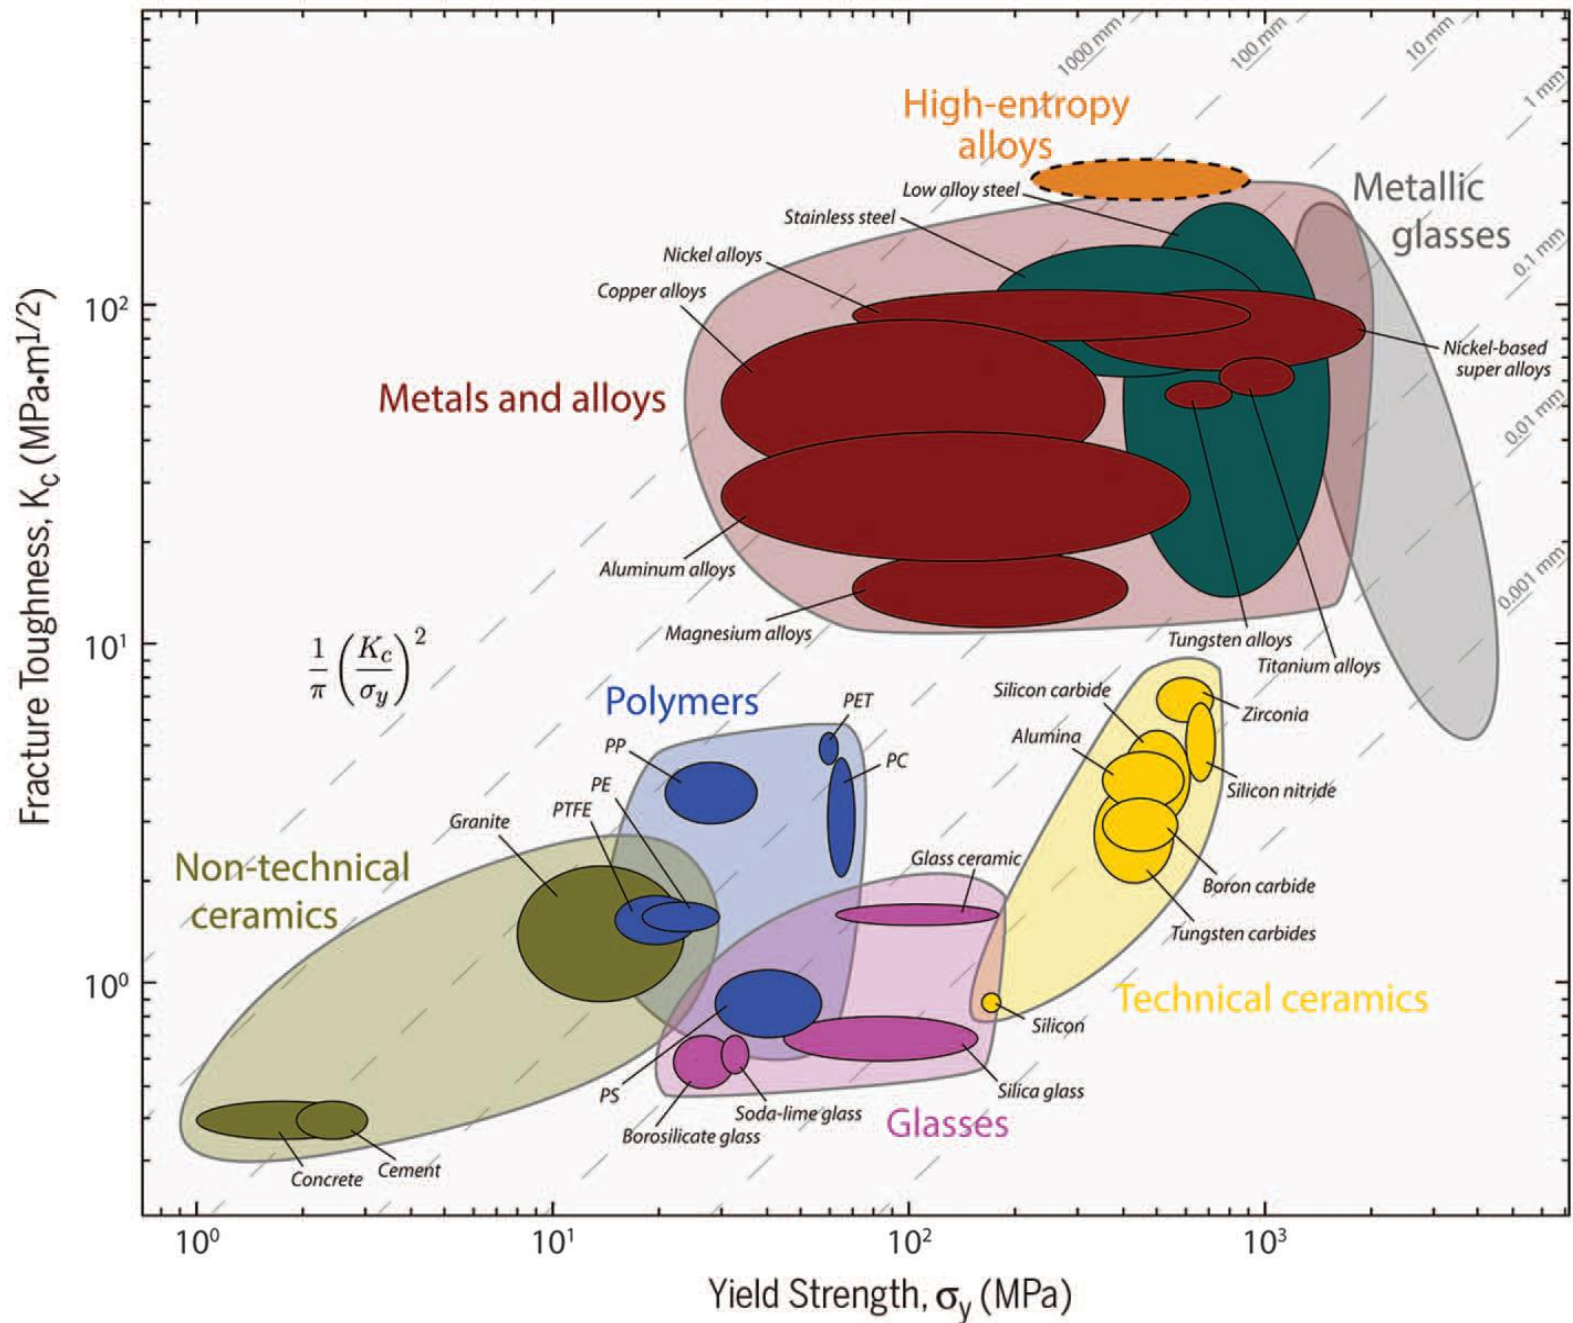 1000 mm
100 mm
10 mm
1 mm
0.1 mm
0.01 mm
0.001 mm
High-entropy
alloys
Low alloy steel
Stainless steel
Nickel alloys
Copper alloys
Metallic
glasses
Nickel-based
super alloys
Metals and alloys
Aluminum alloys
Magnesium alloys
Tungsten alloys
Titanium alloys
1/π (K_c/σ_y)^2
Polymers
PET
PP
PC
PE
PTFE
Granite
Silicon carbide
Zirconia
Alumina
Silicon nitride
Glass ceramic
Boron carbide
Tungsten carbides
Non-technical
ceramics
Technical ceramics
Silicon
Silica glass
PS
Soda-lime glass
Borosilicate glass
Glasses
Concrete
Cement
Fracture Toughness, K_c (MPa•m^1/2)
10²
10¹
10⁰
10⁰
10¹
10²
10³
Yield Strength, σ_y (MPa)